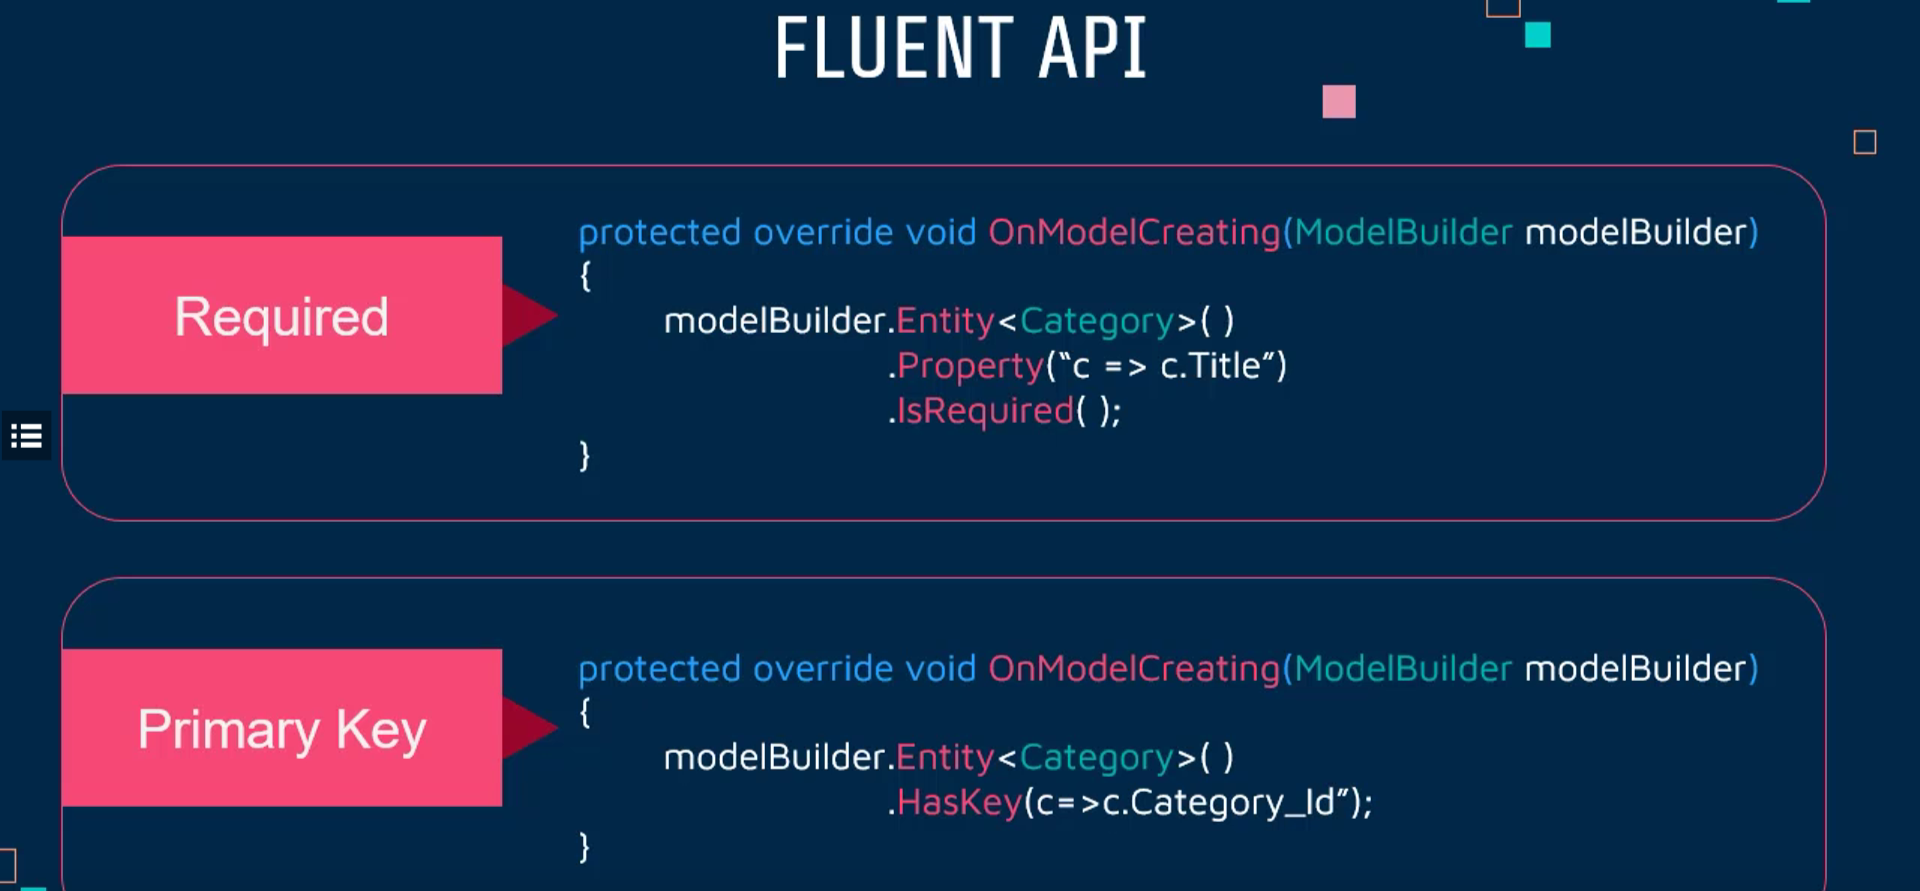 FLUENT API
Required
protected override void OnModelCreating(ModelBuilder modelBuilder)
{
modelBuilder.Entity<Category>( )
.Property(“c => c.Title”)
.IsRequired( );
}
Primary Key
protected override void OnModelCreating(ModelBuilder modelBuilder)
{
modelBuilder.Entity<Category>( )
.HasKey(c=>c.Category_Id”);
}